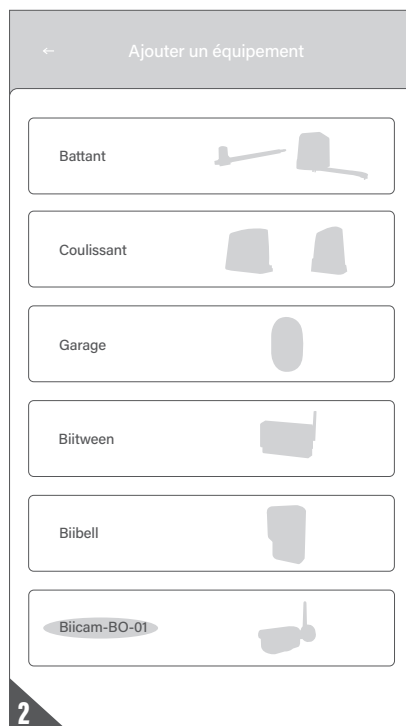 ← Ajouter un équipement
Battant
Coulissant
Garage
Biitween
Biibell
Biicam-BO-01
2